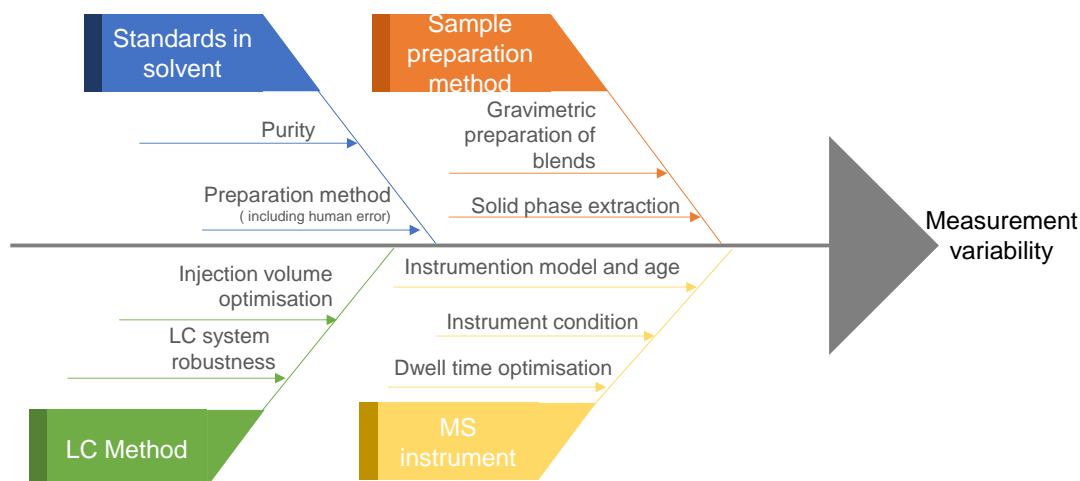 Standards in
solvent
Purity
Preparation method
( including human error)
Sample
preparation
method
Gravimetric
preparation of
blends
Solid phase extraction
Measurement
variability
Injection volume
optimisation
LC system
robustness
LC Method
Instrumention model and age
Instrument condition
Dwell time optimisation
MS
instrument